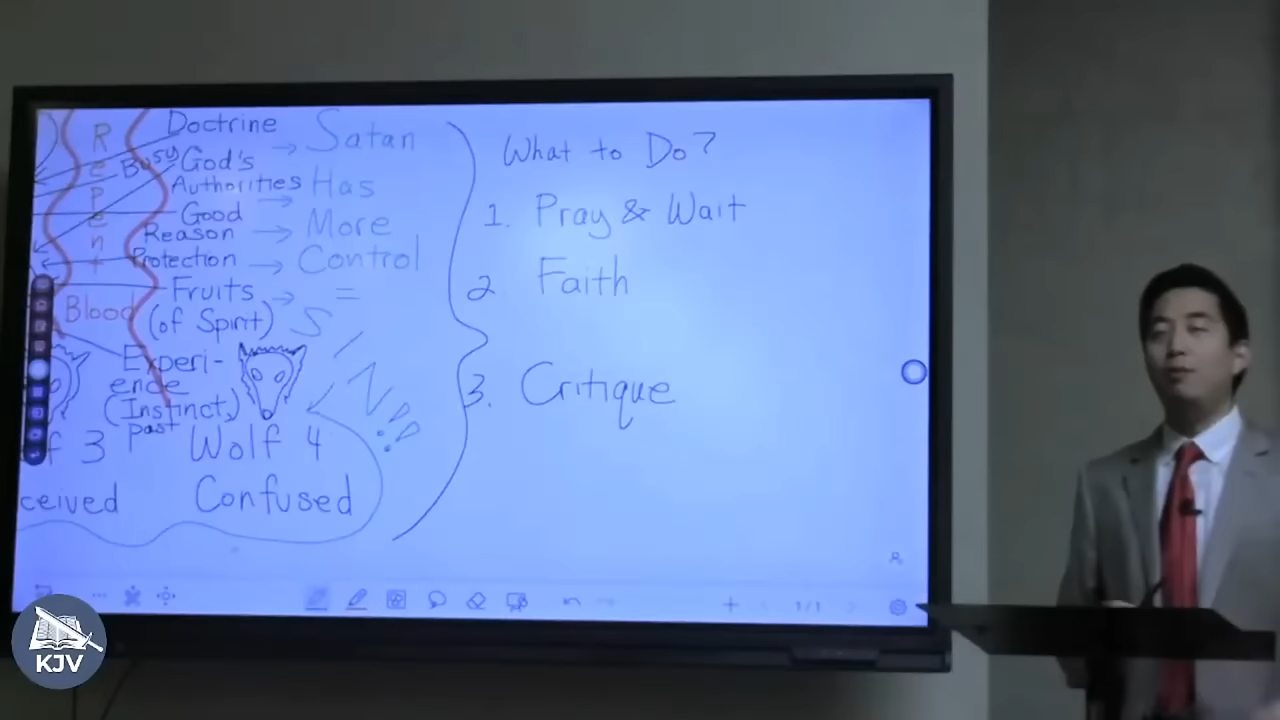 R
e
p
e
n
t
Doctrine
Busy
God's
Authorities
Good
Reason
Protection
Fruits
(of Spirit)
Blood
Experi-
ence
(Instinct,)
past
→ Satan
→ Has
→ More
→ Control
→ =
S
N!!
f 3
Wolf 4
ceived
Confused
What to Do?
1. Pray & Wait
2 Faith
3. Critique
1/1
KJV